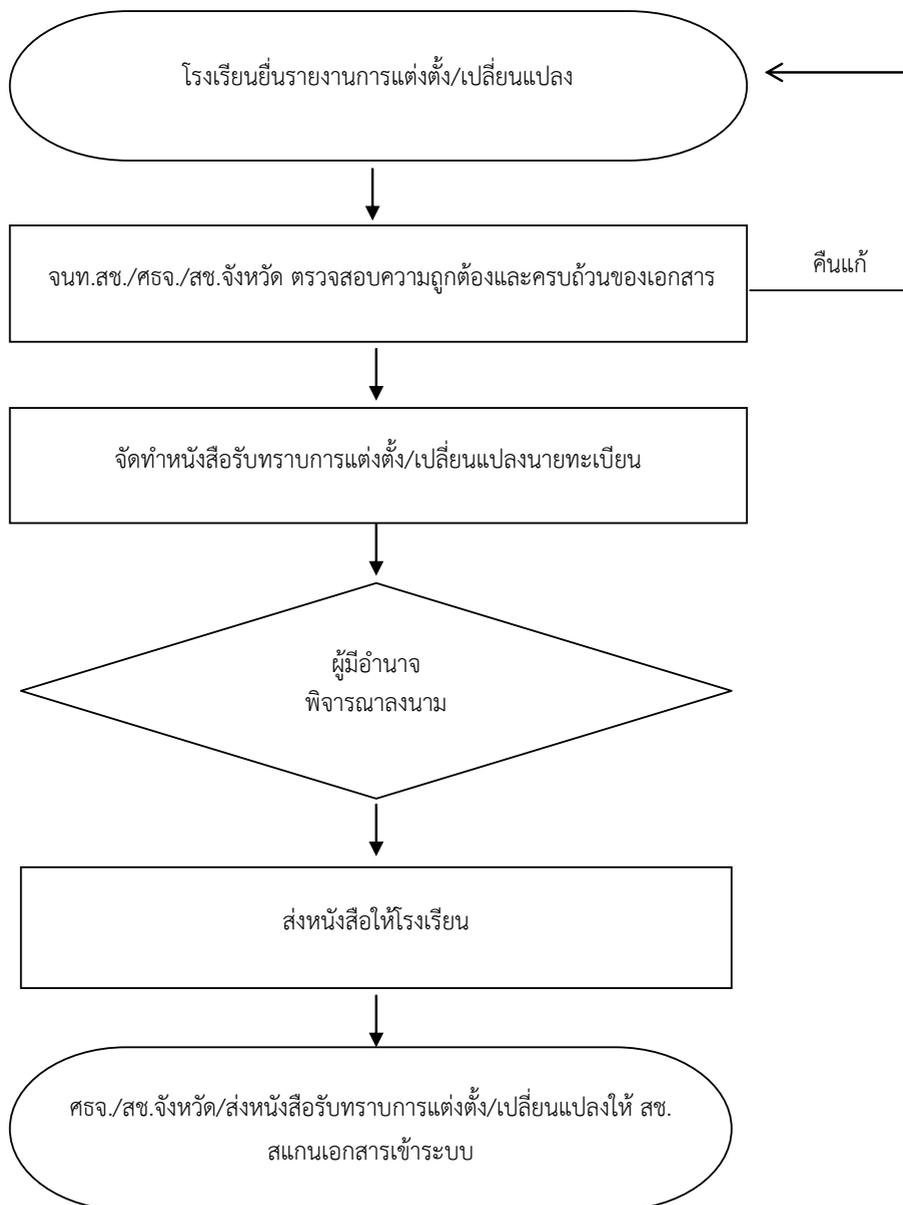 โรงเรียนยื่นรายงานการแต่งตั้ง/เปลี่ยนแปลง
จนท.สช./ศธจ./สช.จังหวัด ตรวจสอบความถูกต้องและครบถ้วนของเอกสาร
คืนแก้
จัดทำหนังสือรับทราบการแต่งตั้ง/เปลี่ยนแปลงนายทะเบียน
ผู้มีอำนาจ
พิจารณาลงนาม
ส่งหนังสือให้โรงเรียน
ศธจ./สช.จังหวัด/ส่งหนังสือรับทราบการแต่งตั้ง/เปลี่ยนแปลงให้ สช.
สแกนเอกสารเข้าระบบ